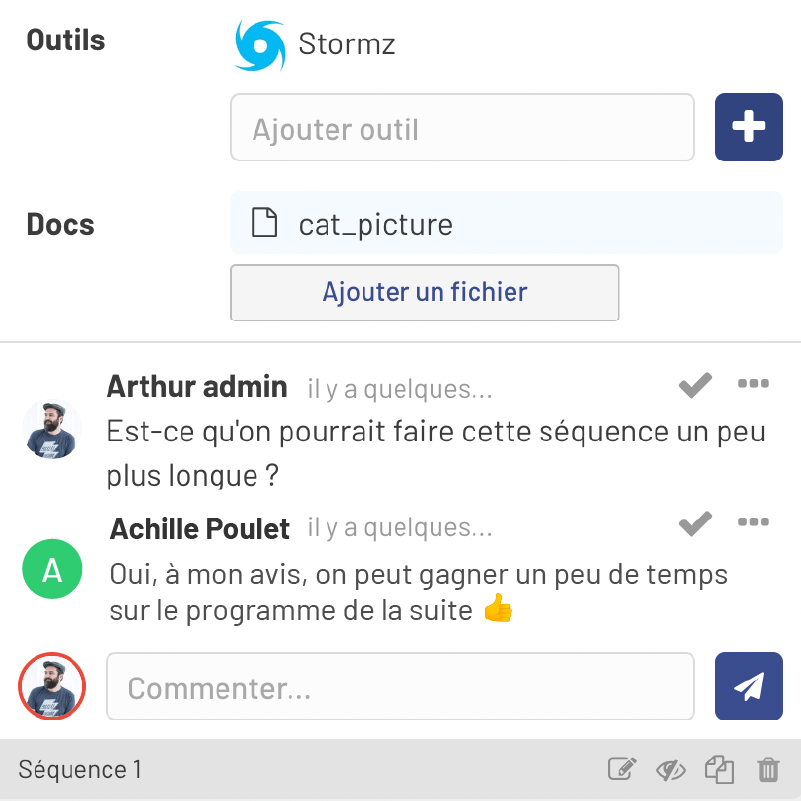 Outils
Stormz
Ajouter outil
Docs
cat_picture
Ajouter un fichier
Arthur admin il y a quelques...
Est-ce qu'on pourrait faire cette séquence un peu
plus longue ?
Achille Poulet il y a quelques...
A
Oui, à mon avis, on peut gagner un peu de temps
sur le programme de la suite 👍
Commenter...
Séquence 1